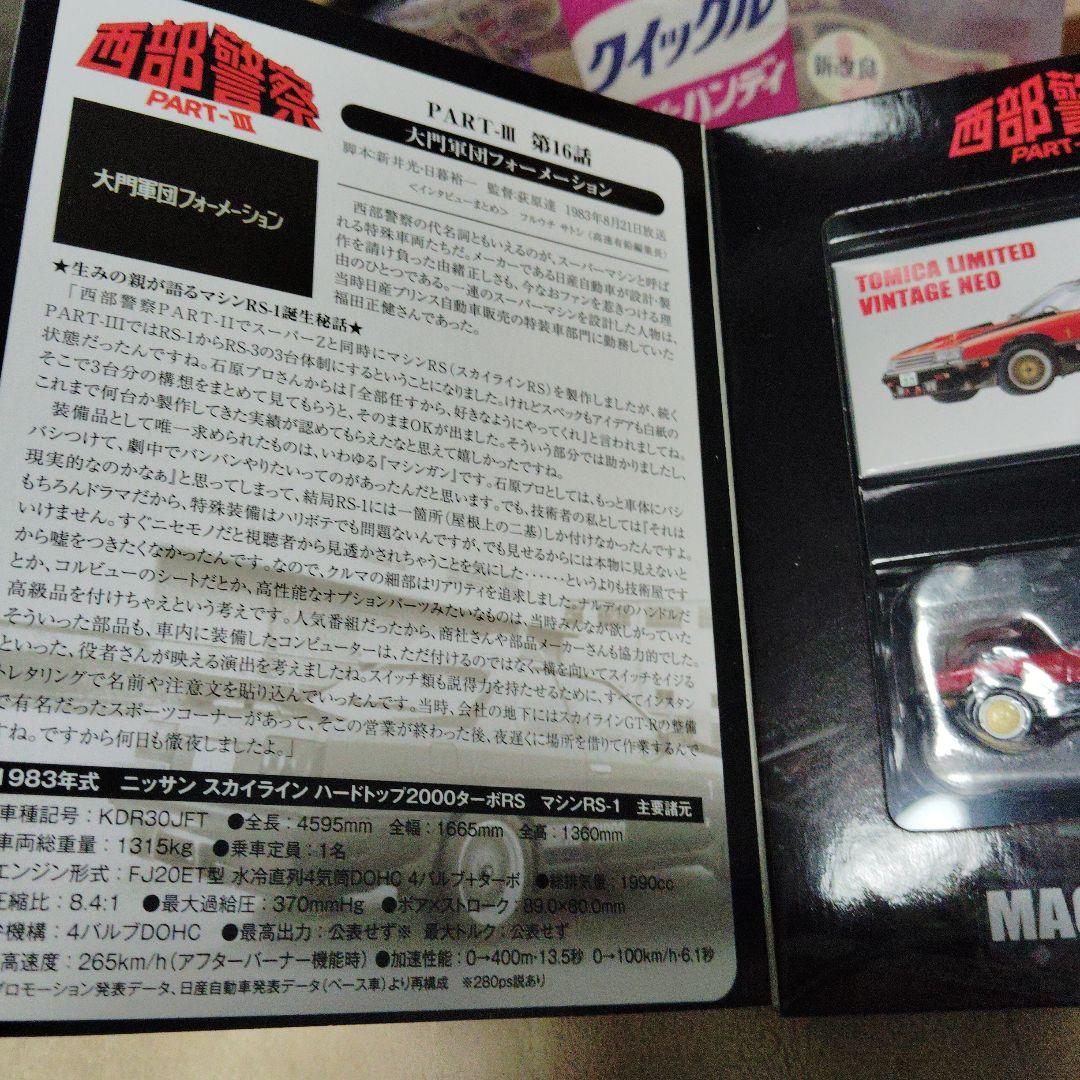 クイックル
ハンディ
新改良
西部警察
PART-III
大門軍団フォーメーション
PART-III 第16話
大門軍団フォーメーション
脚本:新井光・日暮裕一 監督:荻原達 1983年8月21日放送
<インタビューまとめ> フルウチ サトシ(高速有鉛編集長)
西部警察の代名詞ともいえるのが、スーパーマシンと呼ば
れる特殊車両たちだ。メーカーである日産自動車が設計・製
作を請け負った由緒正しさも、今なおファンを惹きつける理
由のひとつである。一連のスーパーマシンを設計した人物は、
当時日産プリンス自動車販売の特装車部門に勤務していた
福田正健さんであった。
★生みの親が語るマシンRS-1誕生秘話★
「西部警察PART-IIでスーパーZと同時にマシンRS(スカイラインRS)を製作しましたが、続く
PART-IIIではRS-1からRS-3の3台体制にするということになりました。けれどスペックもアイデアも白紙の
状態だったんですね。石原プロさんからは『全部任すから、好きなようにやってくれ』と言われましてね。
そこで3台分の構想をまとめて見てもらうと、そのままOKが出ました。そういう部分では助かりましたし、
これまで何台か製作してきた実績が認めてもらえたなと思えて嬉しかったですね。
装備品として唯一求められたものは、いわゆる『マシンガン』です。石原プロとしては、もっと車体にバシ
バシつけて、劇中でバンバンやりたいってのがあったんだと思います。でも、技術者の私としては『それは
現実的なのかなぁ』と思ってしまって、結局RS-1には一箇所(屋根上の二基)しか付けなかったんですよ。
もちろんドラマだから、特殊装備はハリボテでも問題ないんですが、でも見せるからには本物に見えないと
いけません。すぐニセモノだと視聴者から見透かされちゃうことを気にした……というよりも技術屋です
から嘘をつきたくなかったんです。なので、クルマの細部はリアリティを追求しました。ナルディのハンドルだ
とか、コルビューのシートだとか、高性能なオプションパーツみたいなものは、当時みんなが欲しがっていた
高級品を付けちゃえという考えです。人気番組だったから、商社さんや部品メーカーさんも協力的でした。
そういった部品も、車内に装備したコンピューターは、ただ付けるのではなく、横を向いてスイッチをイジる
といった、役者さんが映える演出を考えましたね。スイッチ類も説得力を持たせるために、すべてインスタン
トレタリングで名前や注意文を貼り込んでいったんです。当時、会社の地下にはスカイラインGT-Rの整備
で有名だったスポーツコーナーがあって、そこの営業が終わった後、夜遅くに場所を借りて作業するんで
すね。ですから何日も徹夜しましたよ。」
1983年式 ニッサン スカイライン ハードトップ2000ターボRS マシンRS-1 主要諸元
車種記号:KDR30JFT ●全長:4595mm 全幅:1665mm 全高:1360mm
車両総重量:1315kg ●乗車定員:1名
エンジン形式:FJ20ET型 水冷直列4気筒DOHC 4バルブ+ターボ ●総排気量:1990cc
圧縮比:8.4:1 ●最大過給圧:370mmHg ●ボア×ストローク:89.0×80.0mm
機構:4バルブDOHC ●最高出力:公表せず※ 最大トルク:公表せず
高速度:265km/h(アフターバーナー機能時) ●加速性能:0→400m・13.5秒 0→100km/h・6.1秒
プロモーション発表データ、日産自動車発表データ(ベース車)より再構成 ※280ps説あり
西部警察
PART-
TOMICA LIMITED
VINTAGE NEO
MAC